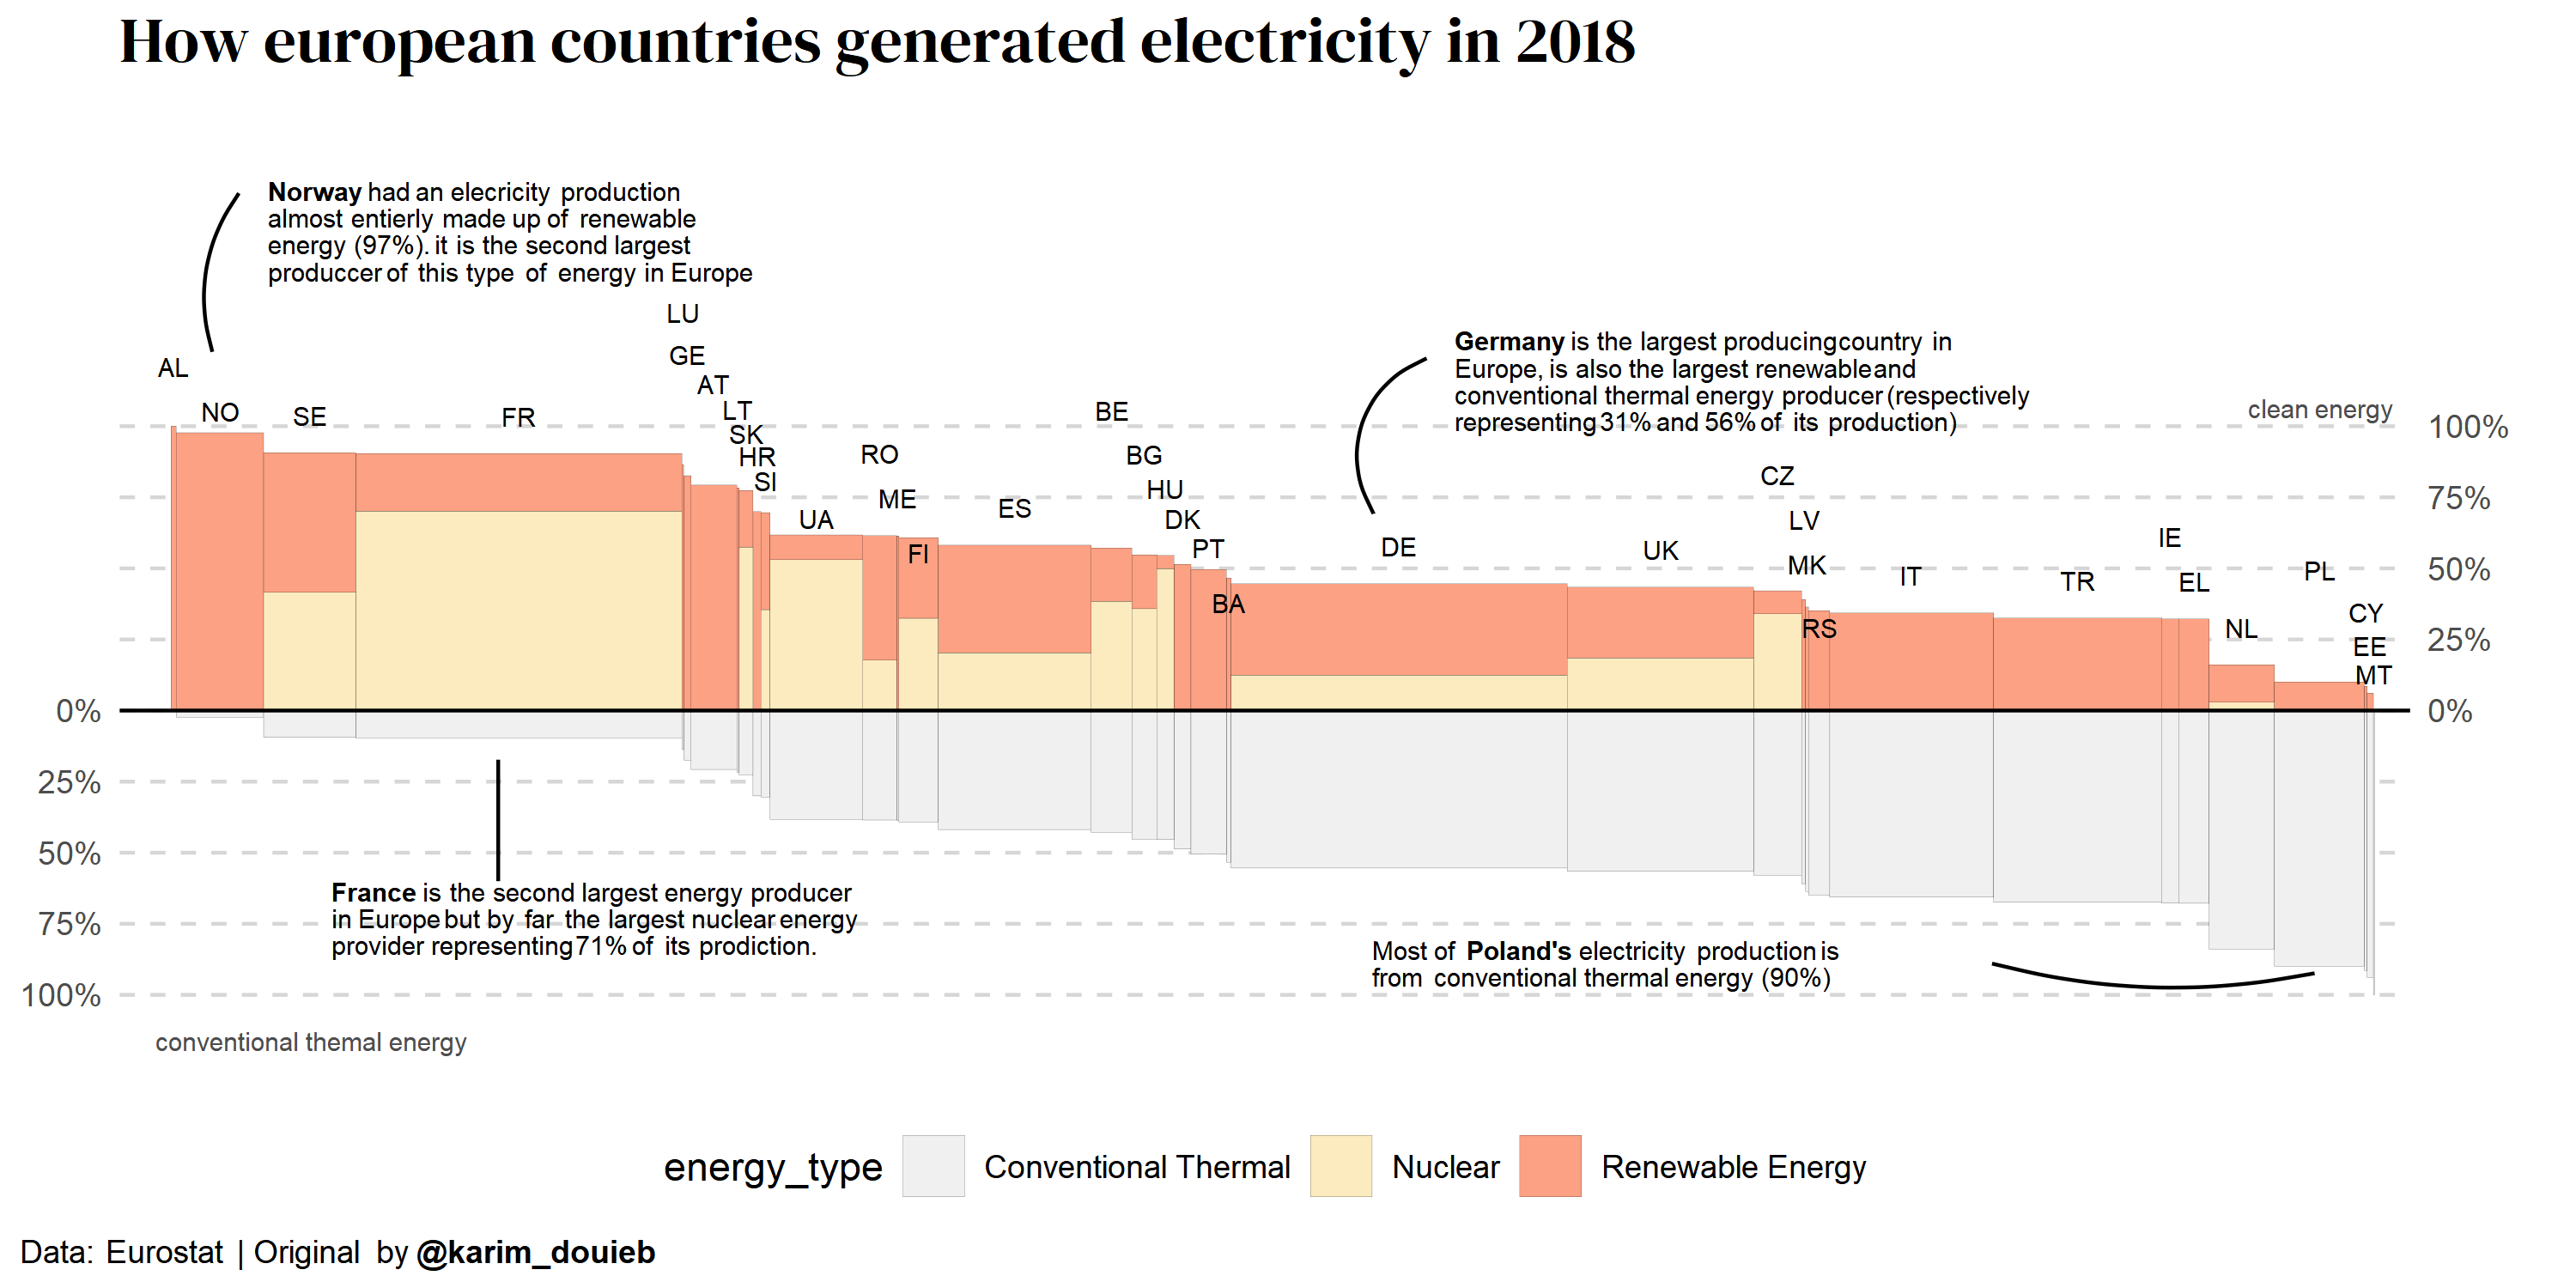 How european countries generated electricity in 2018
Norway had an elecricity production
almost entierly made up of renewable
energy (97%). it is the second largest
produccer of this type of energy in Europe
LU
Germany is the largest producingcountry in
Europe, is also the largest renewableand
conventional thermal energy producer (respectively
representing 31% and 56% of its production)
GE
AL
AT
clean energy
NO
SE
FR
LT
BE
100%
SK
HR
RO
BG
CZ
SI
HU
75%
ME
ES
UA
DK
LV
IE
FI
PT
DE
UK
MK
IT
TR
PL
50%
EL
BA
CY
RS
NL
25%
EE
MT
0%
0%
25%
50%
France is the second largest energy producer
in Europe but by far the largest nuclear energy
provider representing 71% of its prodiction.
75%
Most of Poland's electricity production is
from conventional thermal energy (90%)
100%
conventional themal energy
energy_type Conventional Thermal Nuclear Renewable Energy
Data: Eurostat | Original by @karim_douieb